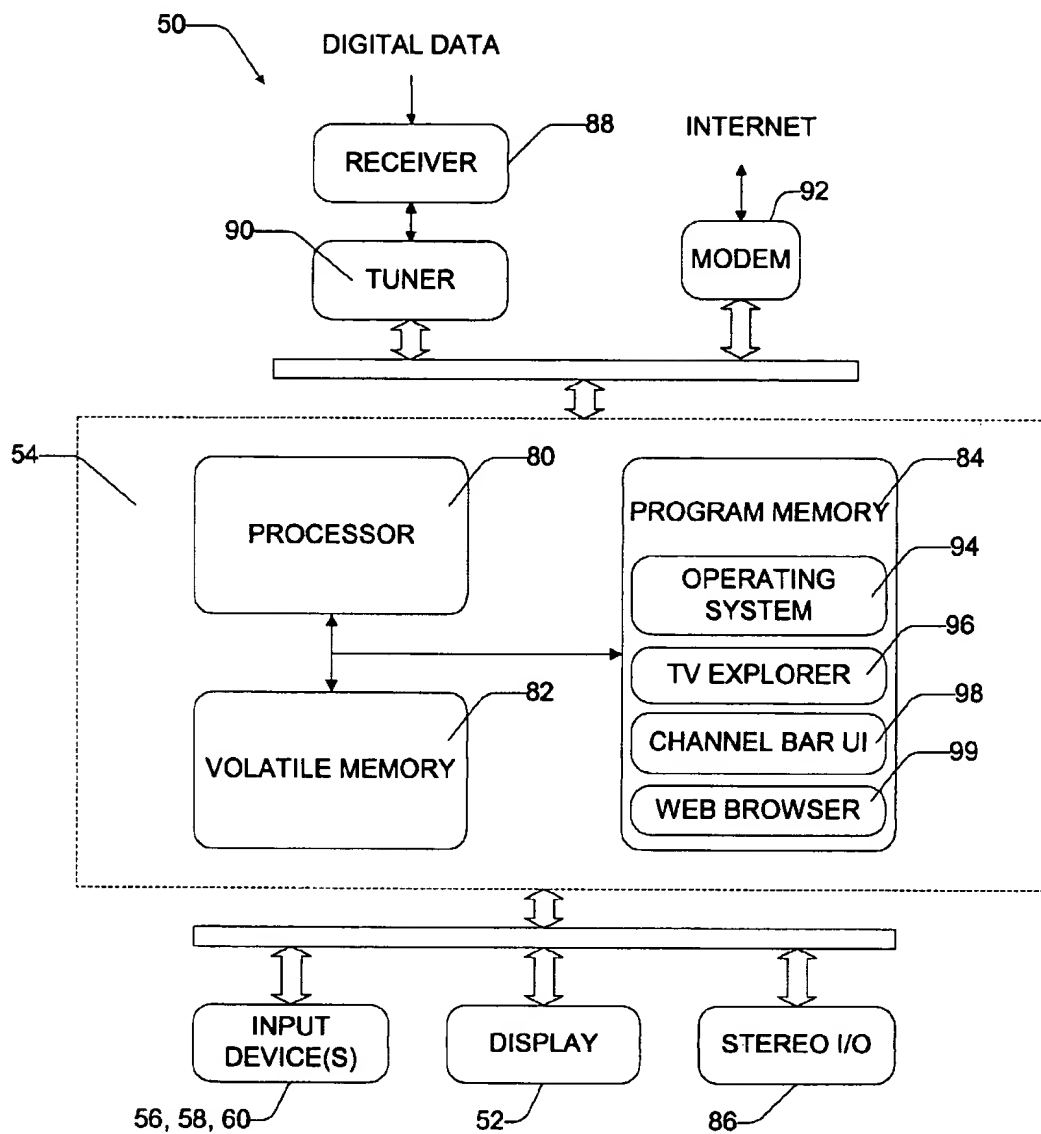 50
DIGITAL DATA
88
INTERNET
RECEIVER
92
90
MODEM
TUNER
54
80
84
PROCESSOR
PROGRAM MEMORY
94
OPERATING
SYSTEM
96
TV EXPLORER
82
98
VOLATILE MEMORY
CHANNEL BAR UI
99
WEB BROWSER
INPUT
DEVICE(S)
DISPLAY
STEREO I/O
56, 58, 60
52
86